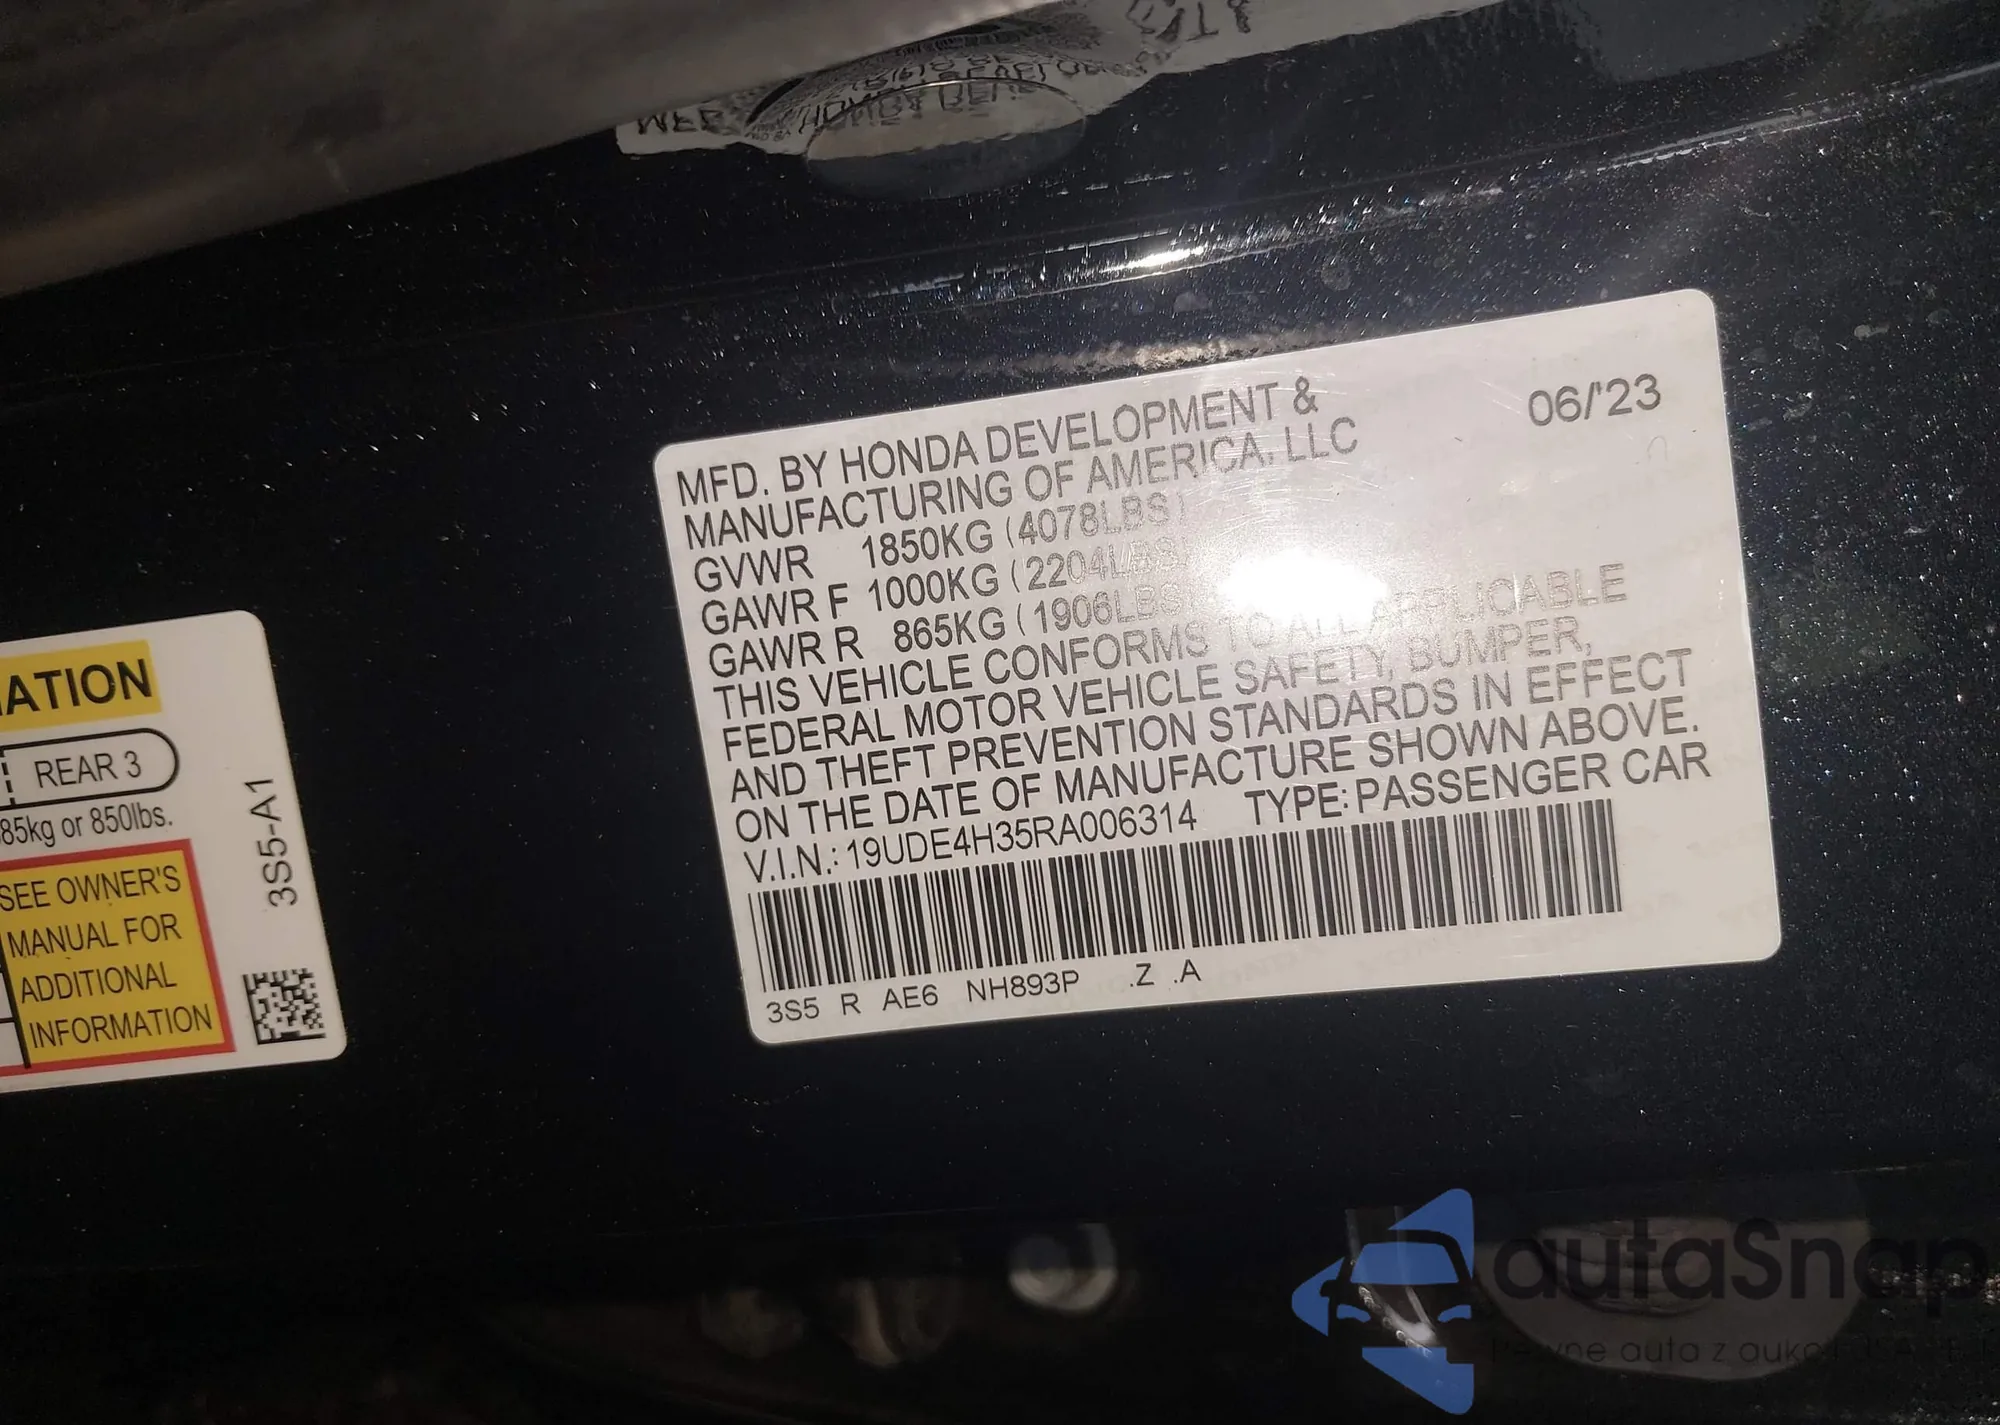 MFD. BY HONDA DEVELOPMENT &
MANUFACTURING OF AMERICA, LLC
06/'23
GVWR 1850KG (4078LBS)
GAWR F 1000KG (2204LBS)
GAWR R 865KG (1906LBS)
THIS VEHICLE CONFORMS TO ALL APPLICABLE
FEDERAL MOTOR VEHICLE SAFETY, BUMPER,
AND THEFT PREVENTION STANDARDS IN EFFECT
ON THE DATE OF MANUFACTURE SHOWN ABOVE.
V.I.N.: 19UDE4H35RA006314 TYPE: PASSENGER CAR
3S5 R AE6 NH893P .Z .A
ATION
REAR 3
85kg or 850lbs.
SEE OWNER'S
MANUAL FOR
ADDITIONAL
INFORMATION
3S5-A1
autaSnap
auta z